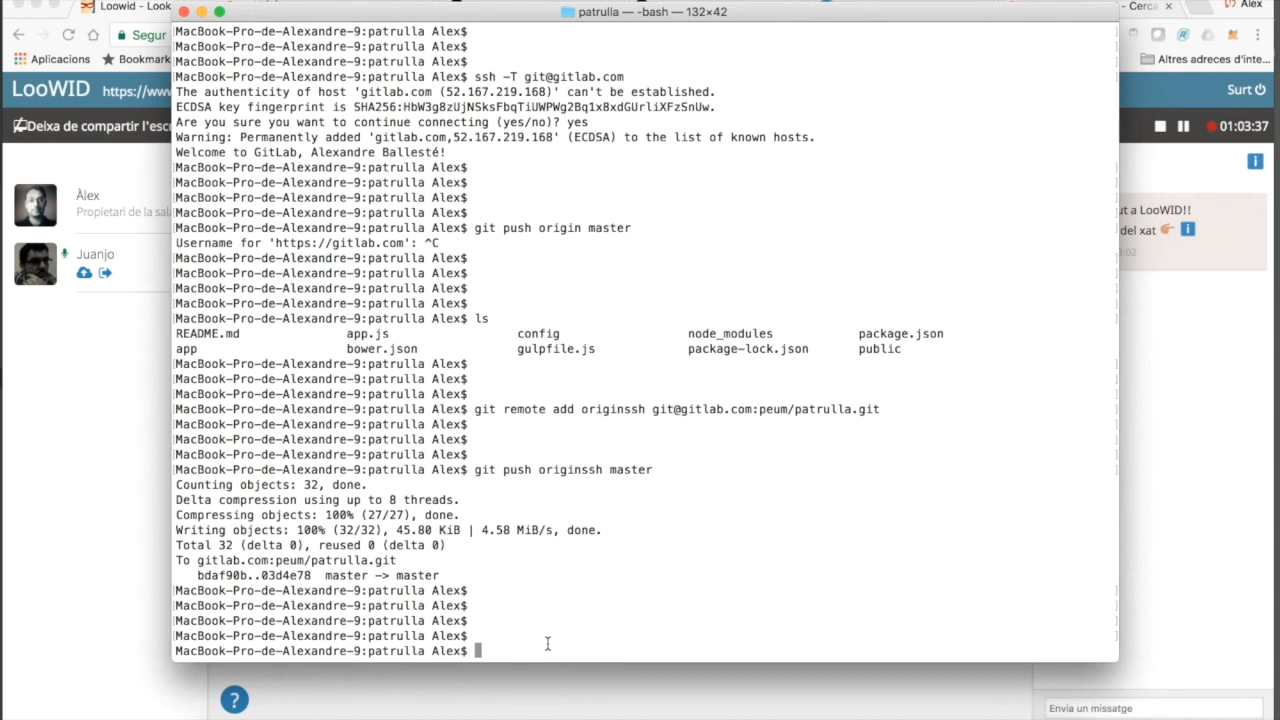 Loowid - Look
patrulla — -bash — 132×42
- Cerca
Alex
Segur
Aplicacions
Bookmark
Altres adreces d'inte...
LooWID https://www
Surt
Deixa de compartir l'escr
01:03:37
Àlex
Propietari de la sala
Juanjo
ut a LooWID!!
del xat
MacBook-Pro-de-Alexandre-9:patrulla Alex$
MacBook-Pro-de-Alexandre-9:patrulla Alex$
MacBook-Pro-de-Alexandre-9:patrulla Alex$
MacBook-Pro-de-Alexandre-9:patrulla Alex$ ssh -T git@gitlab.com
The authenticity of host 'gitlab.com (52.167.219.168)' can't be established.
ECDSA key fingerprint is SHA256:HbW3g8zUjNSksFbqTiUWPWg2Bq1x8xdGUrliXFzSnUw.
Are you sure you want to continue connecting (yes/no)? yes
Warning: Permanently added 'gitlab.com,52.167.219.168' (ECDSA) to the list of known hosts.
Welcome to GitLab, Alexandre Ballesté!
MacBook-Pro-de-Alexandre-9:patrulla Alex$
MacBook-Pro-de-Alexandre-9:patrulla Alex$
MacBook-Pro-de-Alexandre-9:patrulla Alex$
MacBook-Pro-de-Alexandre-9:patrulla Alex$
MacBook-Pro-de-Alexandre-9:patrulla Alex$ git push origin master
Username for 'https://gitlab.com': ^C
MacBook-Pro-de-Alexandre-9:patrulla Alex$
MacBook-Pro-de-Alexandre-9:patrulla Alex$
MacBook-Pro-de-Alexandre-9:patrulla Alex$
MacBook-Pro-de-Alexandre-9:patrulla Alex$
MacBook-Pro-de-Alexandre-9:patrulla Alex$ ls
README.md app.js config node_modules package.json
app bower.json gulpfile.js package-lock.json public
MacBook-Pro-de-Alexandre-9:patrulla Alex$
MacBook-Pro-de-Alexandre-9:patrulla Alex$
MacBook-Pro-de-Alexandre-9:patrulla Alex$
MacBook-Pro-de-Alexandre-9:patrulla Alex$ git remote add originssh git@gitlab.com:peum/patrulla.git
MacBook-Pro-de-Alexandre-9:patrulla Alex$
MacBook-Pro-de-Alexandre-9:patrulla Alex$
MacBook-Pro-de-Alexandre-9:patrulla Alex$
MacBook-Pro-de-Alexandre-9:patrulla Alex$ git push originssh master
Counting objects: 32, done.
Delta compression using up to 8 threads.
Compressing objects: 100% (27/27), done.
Writing objects: 100% (32/32), 45.80 KiB | 4.58 MiB/s, done.
Total 32 (delta 0), reused 0 (delta 0)
To gitlab.com:peum/patrulla.git
bdaf90b..03d4e78 master -> master
MacBook-Pro-de-Alexandre-9:patrulla Alex$
MacBook-Pro-de-Alexandre-9:patrulla Alex$
MacBook-Pro-de-Alexandre-9:patrulla Alex$
MacBook-Pro-de-Alexandre-9:patrulla Alex$
MacBook-Pro-de-Alexandre-9:patrulla Alex$
Envia un missatge